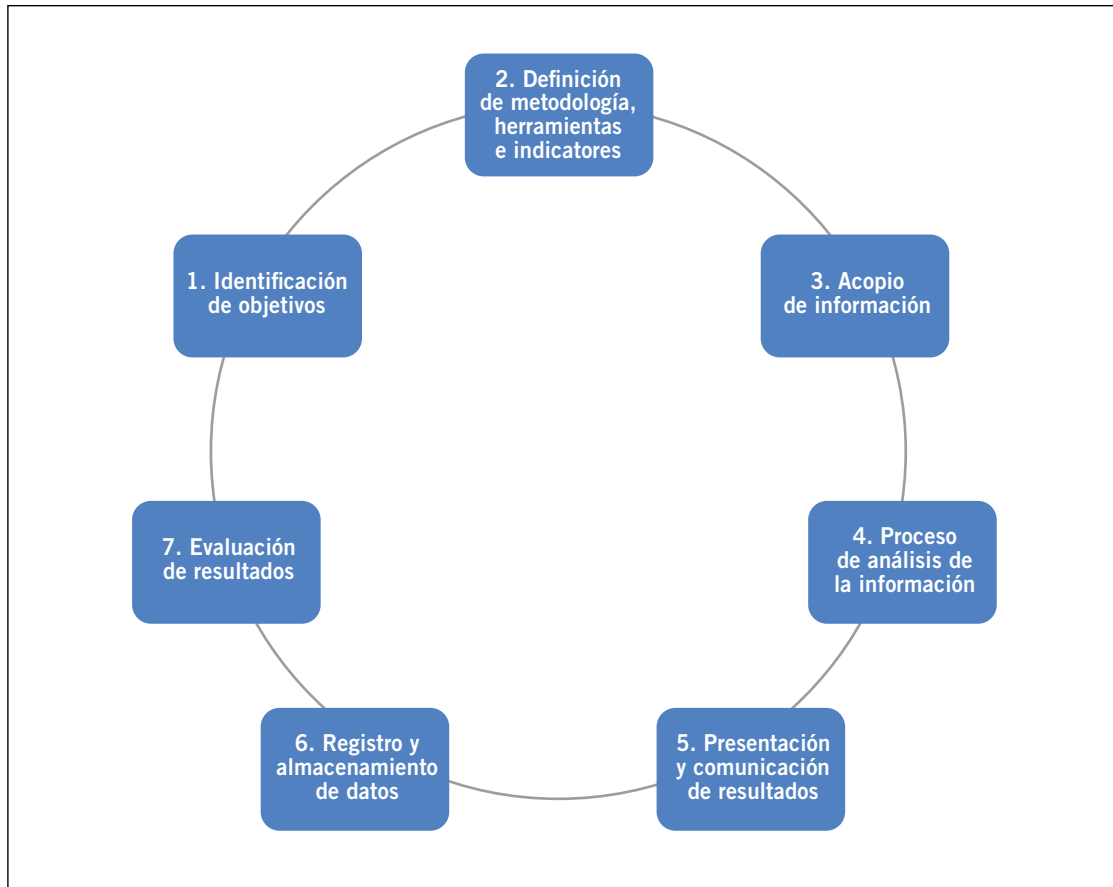 1. Identificación
de objetivos
2. Definición
de metodología,
herramientas
e indicatores
3. Acopio
de información
4. Proceso
de análisis de
la información
5. Presentación
y comunicación
de resultados
6. Registro y
almacenamiento
de datos
7. Evaluación
de resultados